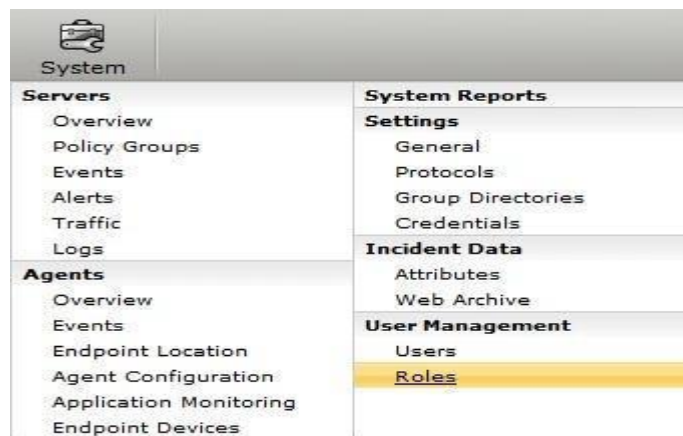 System
Servers
Overview
Policy Groups
Events
Alerts
Traffic
Logs
Agents
Overview
Events
Endpoint Location
Agent Configuration
Application Monitoring
Endpoint Devices
System Reports
Settings
General
Protocols
Group Directories
Credentials
Incident Data
Attributes
Web Archive
User Management
Users
Roles